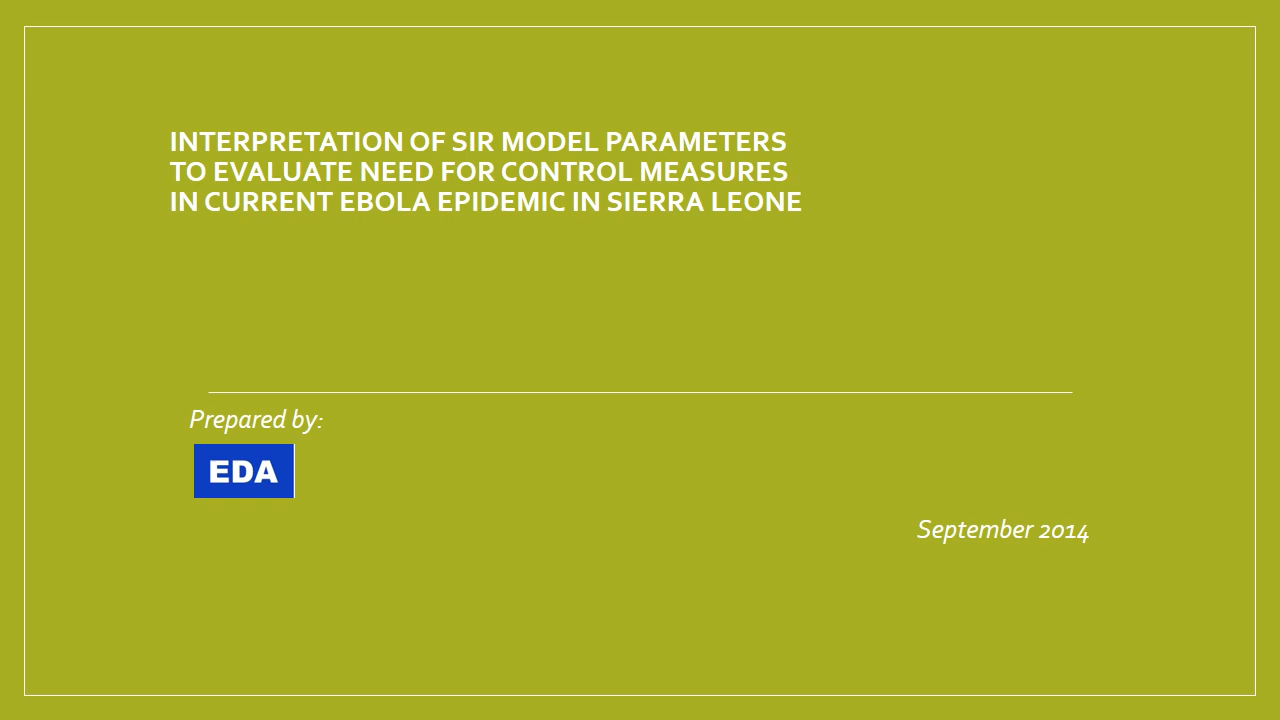 INTERPRETATION OF SIR MODEL PARAMETERS
TO EVALUATE NEED FOR CONTROL MEASURES
IN CURRENT EBOLA EPIDEMIC IN SIERRA LEONE
Prepared by:
EDA
September 2014